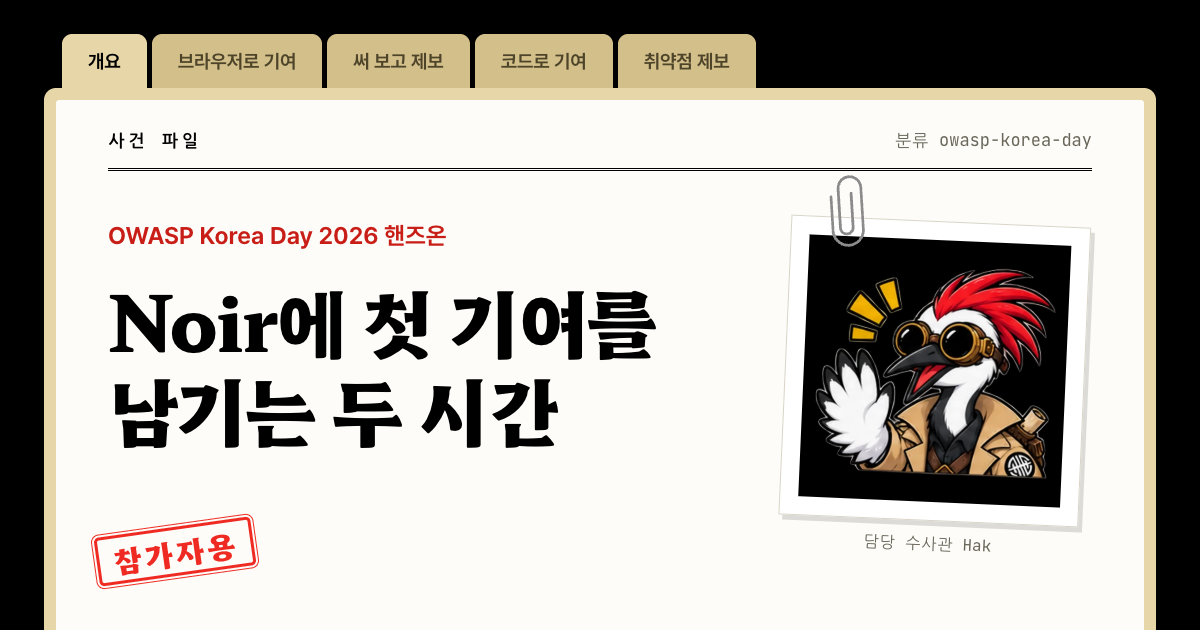 개요
브라우저로 기여
써 보고 제보
코드로 기여
취약점 제보
사건 파일
분류 owasp-korea-day
OWASP Korea Day 2026 핸즈온
Noir에 첫 기여를
남기는 두 시간
참가자용
담당 수사관 Hak